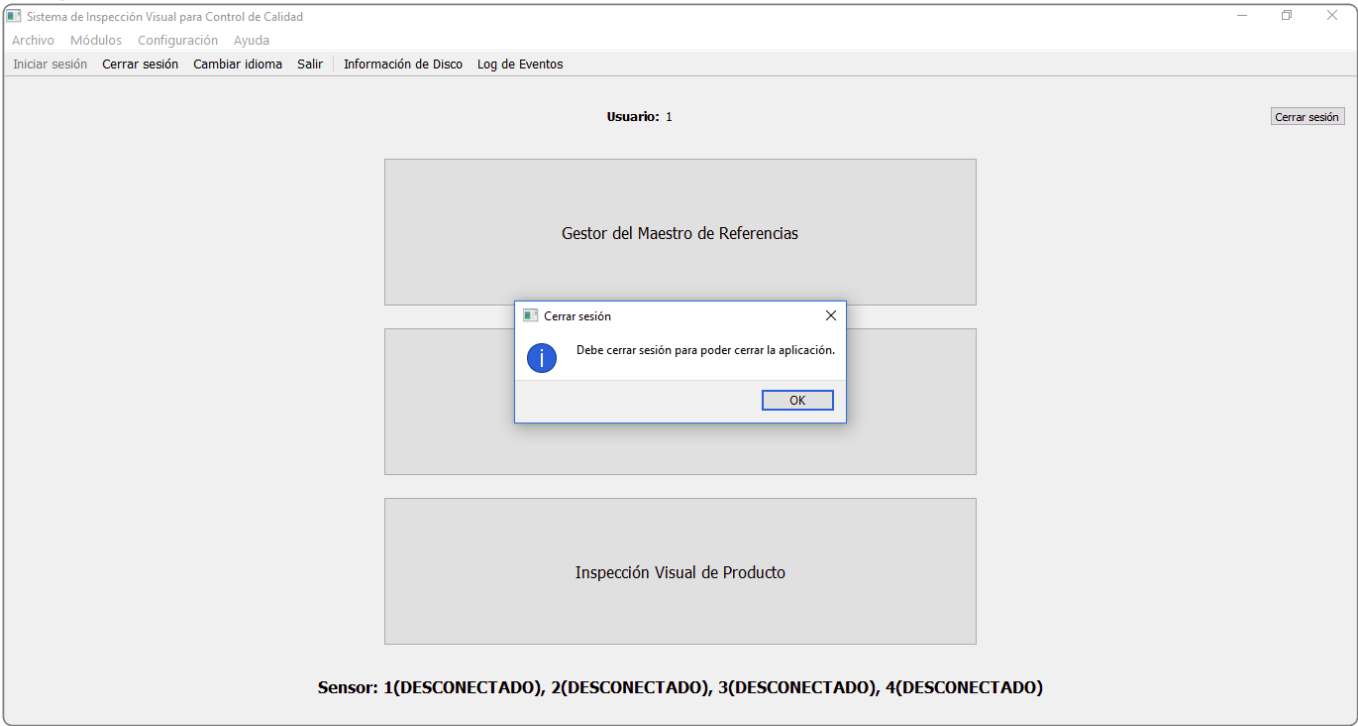 Sistema de Inspección Visual para Control de Calidad
Archivo Módulos Configuración Ayuda
Iniciar sesión Cerrar sesión Cambiar idioma Salir Información de Disco Log de Eventos
Usuario: 1
Cerrar sesión
Gestor del Maestro de Referencias
Cerrar sesión
Debe cerrar sesión para poder cerrar la aplicación.
OK
Inspección Visual de Producto
Sensor: 1(DESCONECTADO), 2(DESCONECTADO), 3(DESCONECTADO), 4(DESCONECTADO)